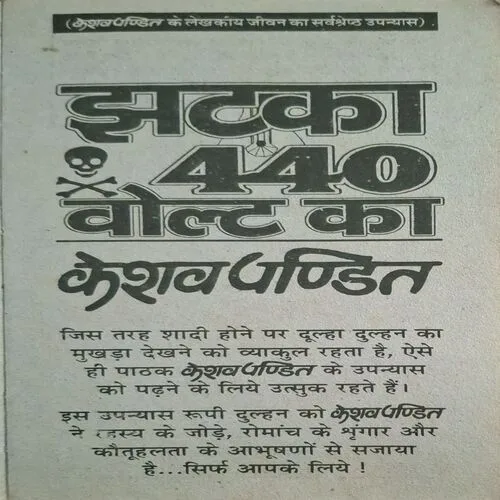 (केशव पण्डित के लेखकीय जीवन का सर्वश्रेष्ठ उपन्यास)
झटका
440
वोल्ट का
केशव पण्डित
जिस तरह शादी होने पर दूल्हा दुल्हन का
मुखड़ा देखने को व्याकुल रहता है, ऐसे
ही पाठक केशव पण्डित के उपन्यास
को पढ़ने के लिये उत्सुक रहते हैं।
इस उपन्यास रूपी दुल्हन को केशव पण्डित
ने रहस्य के जोड़े, रोमांच के श्रृंगार और
कौतूहलता के आभूषणों से सजाया
है...सिर्फ आपके लिये !